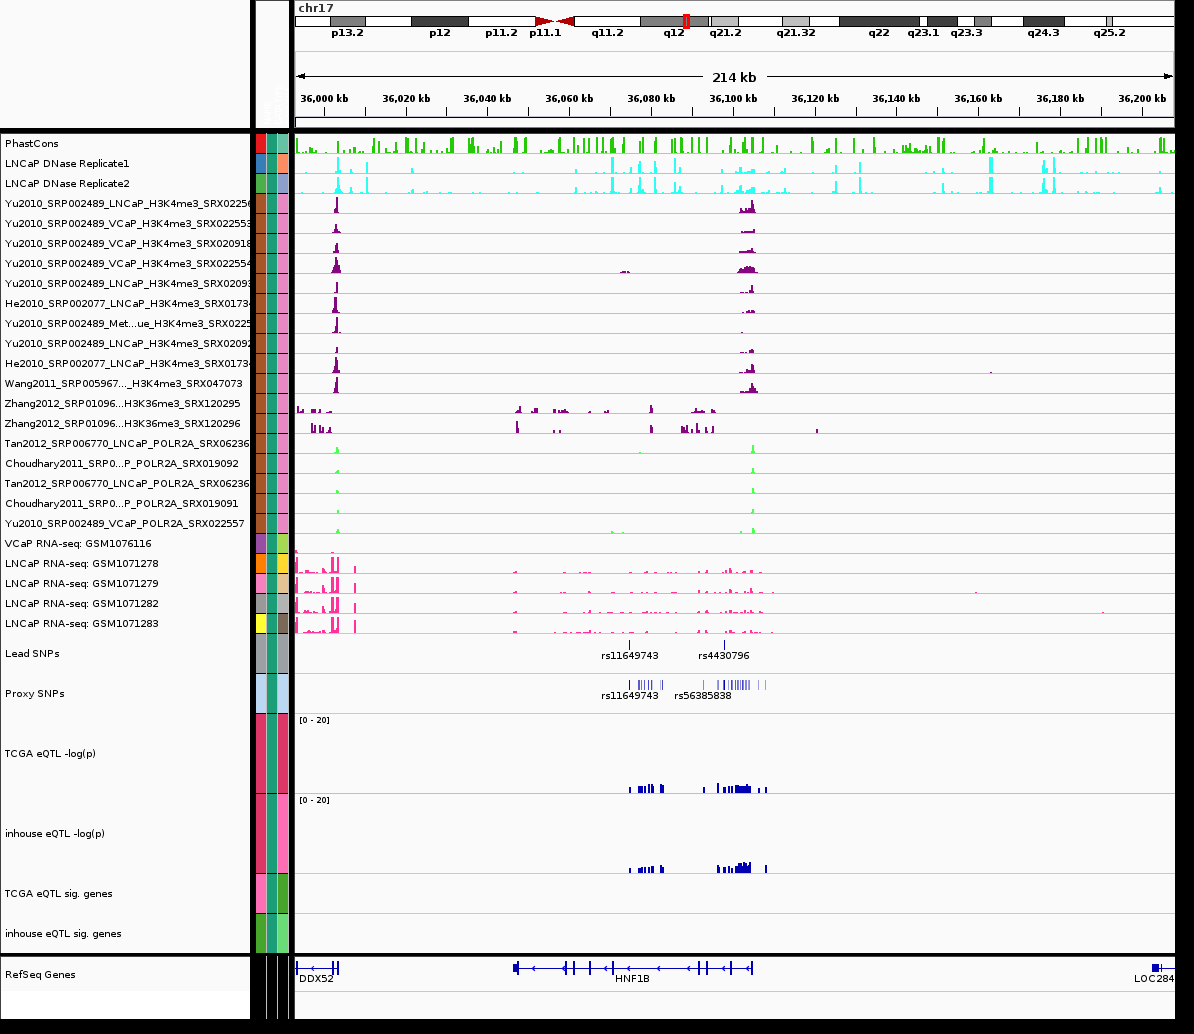 chr17
p13.2 p12 p11.2 p11.1 q11.2 q12 q21.2 q21.32 q22 q23.1 q23.3 q24.3 q25.2
214 kb
36,000 kb 36,020 kb 36,040 kb 36,060 kb 36,080 kb 36,100 kb 36,120 kb 36,140 kb 36,160 kb 36,180 kb 36,200 kb
PhastCons
LNCaP DNase Replicate1
LNCaP DNase Replicate2
Yu2010_SRP002489_LNCaP_H3K4me3_SRX02250
Yu2010_SRP002489_VCaP_H3K4me3_SRX022553
Yu2010_SRP002489_VCaP_H3K4me3_SRX020918
Yu2010_SRP002489_VCaP_H3K4me3_SRX022554
Yu2010_SRP002489_LNCaP_H3K4me3_SRX0209
He2010_SRP002077_LNCaP_H3K4me3_SRX0173
Yu2010_SRP002489_Met...ue_H3K4me3_SRX0225
Yu2010_SRP002489_LNCaP_H3K4me3_SRX02092
He2010_SRP002077_LNCaP_H3K4me3_SRX0173
Wang2011_SRP005967..._H3K4me3_SRX047073
Zhang2012_SRP01096...H3K36me3_SRX120295
Zhang2012_SRP01096...H3K36me3_SRX120296
Tan2012_SRP006770_LNCaP_POLR2A_SRX06236
Choudhary2011_SRP0...P_POLR2A_SRX019092
Tan2012_SRP006770_LNCaP_POLR2A_SRX06236
Choudhary2011_SRP0...P_POLR2A_SRX019091
Yu2010_SRP002489_VCaP_POLR2A_SRX022557
VCaP RNA-seq: GSM1076116
LNCaP RNA-seq: GSM1071278
LNCaP RNA-seq: GSM1071279
LNCaP RNA-seq: GSM1071282
LNCaP RNA-seq: GSM1071283
Lead SNPs
rs11649743 rs4430796
Proxy SNPs
rs11649743 rs56385838
[0 - 20]
TCGA eQTL -log(p)
[0 - 20]
inhouse eQTL -log(p)
TCGA eQTL sig. genes
inhouse eQTL sig. genes
RefSeq Genes
DDX52 HNF1B LOC284